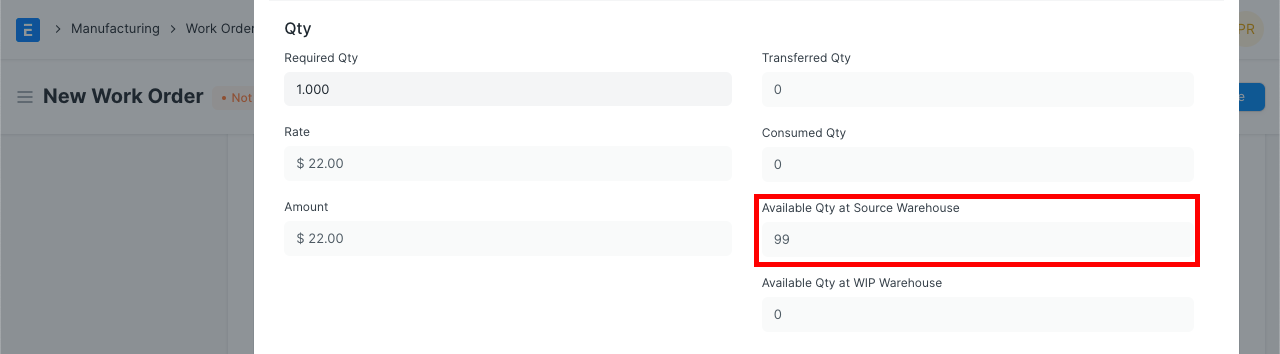 E > Manufacturing > Work Order
New Work Order • Not
PR
e
Qty
Required Qty
1.000
Rate
$ 22.00
Amount
$ 22.00
Transferred Qty
0
Consumed Qty
0
Available Qty at Source Warehouse
99
Available Qty at WIP Warehouse
0